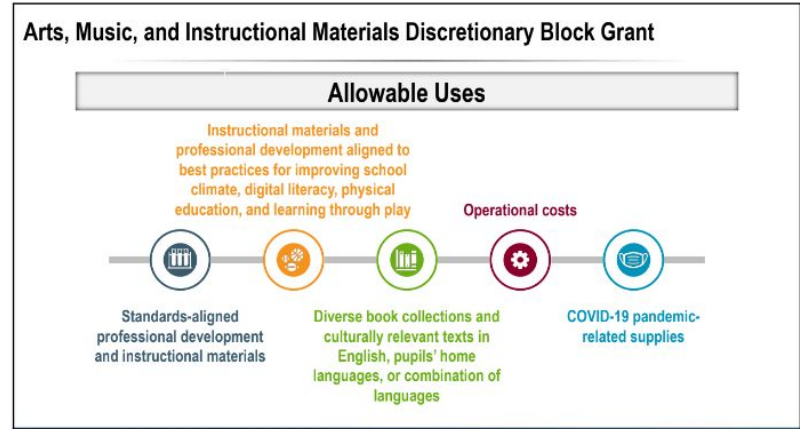 Arts, Music, and Instructional Materials Discretionary Block Grant
Allowable Uses
Instructional materials and
professional development aligned to
best practices for improving school
climate, digital literacy, physical
education, and learning through play
Operational costs
Standards-aligned
professional development
and instructional materials
Diverse book collections and
culturally relevant texts in
English, pupils' home
languages, or combination of
languages
COVID-19 pandemic-
related supplies